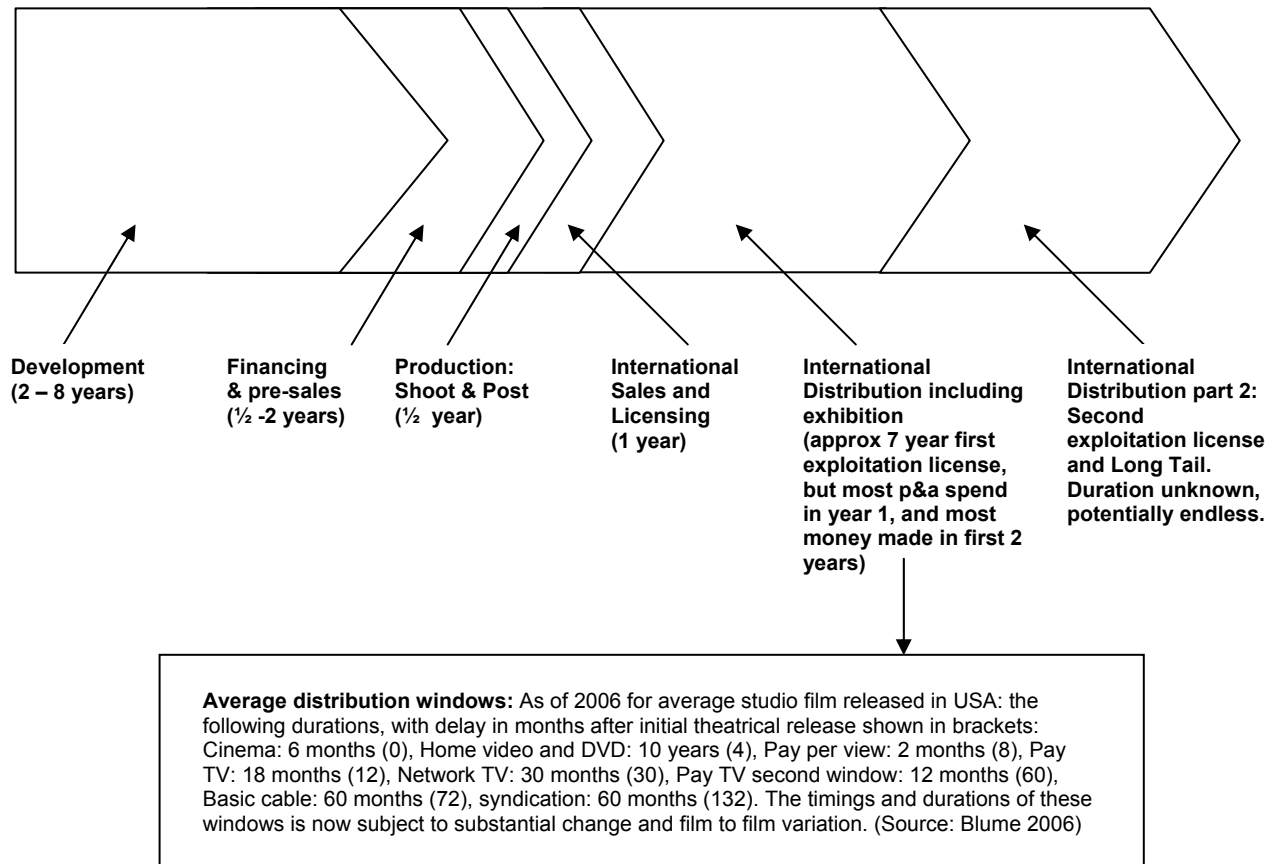 Development
(2 – 8 years)
Financing
& pre-sales
(½ -2 years)
Production:
Shoot & Post
(½  year)
International
Sales and
Licensing
(1 year)
International
Distribution including
exhibition
(approx 7 year first
exploitation license,
but most p&a spend
in year 1, and most
money made in first 2
years)
International
Distribution part 2:
Second
exploitation license
and Long Tail.
Duration unknown,
potentially endless.
Average distribution windows: As of 2006 for average studio film released in USA: the
following durations, with delay in months after initial theatrical release shown in brackets:
Cinema: 6 months (0), Home video and DVD: 10 years (4), Pay per view: 2 months (8), Pay
TV: 18 months (12), Network TV: 30 months (30), Pay TV second window: 12 months (60),
Basic cable: 60 months (72), syndication: 60 months (132). The timings and durations of these
windows is now subject to substantial change and film to film variation. (Source: Blume 2006)